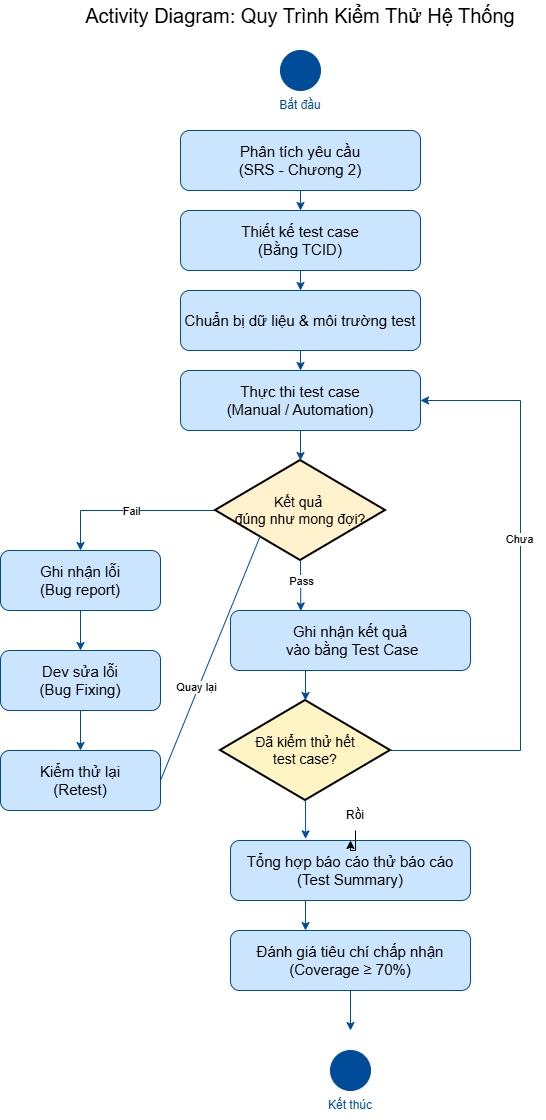 Activity Diagram: Quy Trình Kiểm Thử Hệ Thống
Bắt đầu
Phân tích yêu cầu
(SRS - Chương 2)
Thiết kế test case
(Bằng TCID)
Chuẩn bị dữ liệu & môi trường test
Thực thi test case
(Manual / Automation)
Kết quả
đúng như mong đợi?
Fail
Chưa
Ghi nhận lỗi
(Bug report)
Pass
Ghi nhận kết quả
vào bằng Test Case
Dev sửa lỗi
(Bug Fixing)
Quay lại
Đã kiểm thử hết
test case?
Kiểm thử lại
(Retest)
Rồi
Tổng hợp báo cáo thử báo cáo
(Test Summary)
Đánh giá tiêu chí chấp nhận
(Coverage ≥ 70%)
Kết thúc